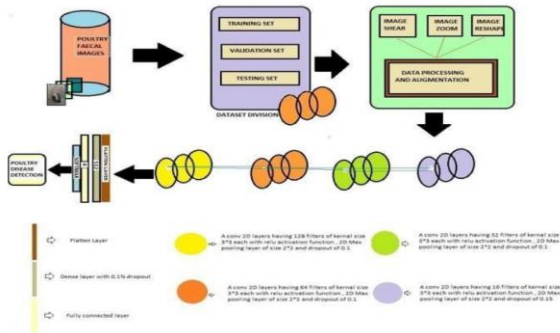 POULTRY
FAECAL
IMAGES
TRAINING SET
VALIDATION SET
TESTING SET
DATASET DIVISION
IMAGE
SHEAR
IMAGE
ZOOM
IMAGE
RESHAPE
DATA PROCESSING
AND AUGMENTATION
FLATTEN LAYER
POULTRY
DISEASE
DETECTION
Flatten Layer
Dense layer with 0.1% dropout
Fully connected layer
A conv 2D layers having 128 filters of kernel size
3*3 each with relu activation function., 2D Max
pooling layer of size 2*2 and dropout of 0.1
A conv 2D layers having 64 filters of kernel size
3*3 each with relu activation function., 2D Max
pooling layer of size 2*2 and dropout of 0.1
A conv 2D layers having 32 filters of kernel size
3*3 each with relu activation function., 2D Max
pooling layer of size 2*2 and dropout of 0.1
A conv 2D layers having 16 filters of kernel size
3*3 each with relu activation function., 2D Max
pooling layer of size 2*2 and dropout of